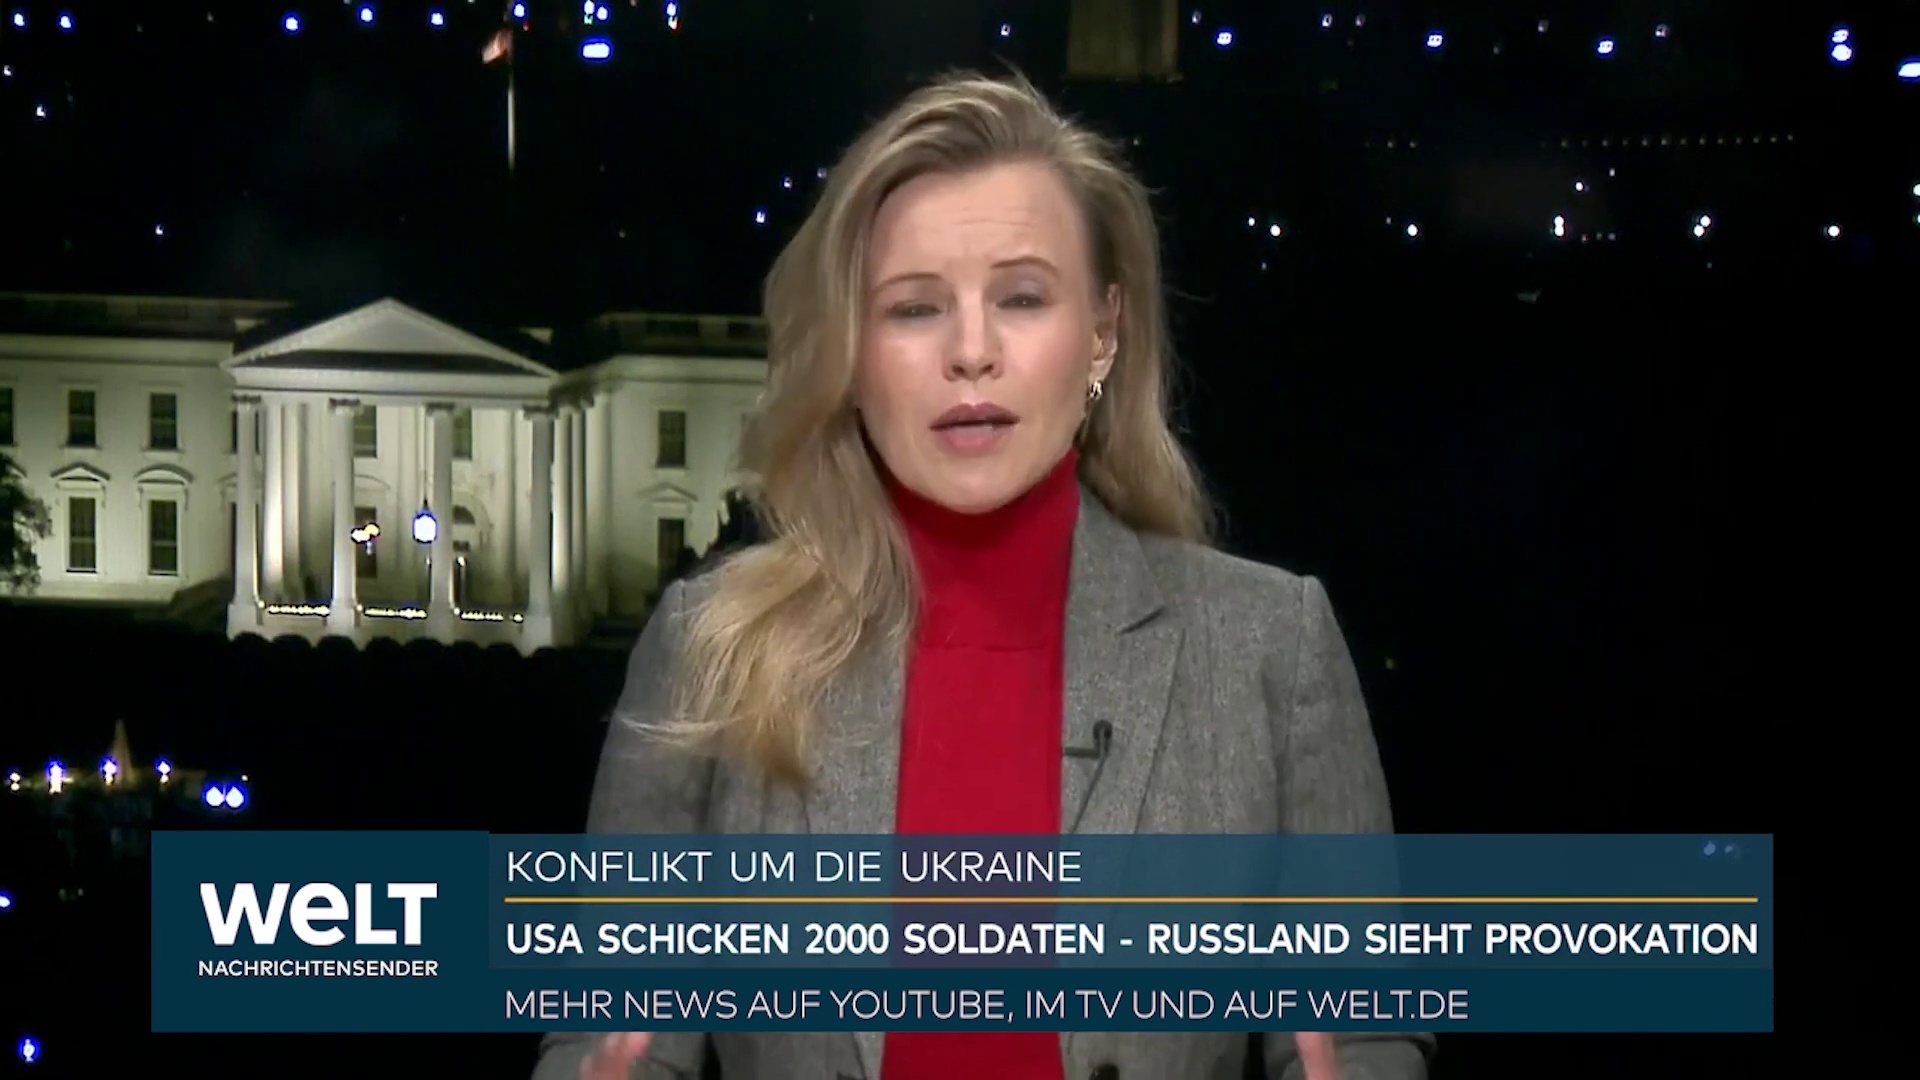 KONFLIKT UM DIE UKRAINE
USA SCHICKEN 2000 SOLDATEN - RUSSLAND SIEHT PROVOKATION
MEHR NEWS AUF YOUTUBE, IM TV UND AUF WELT.DE
WELT
NACHRICHTENSENDER